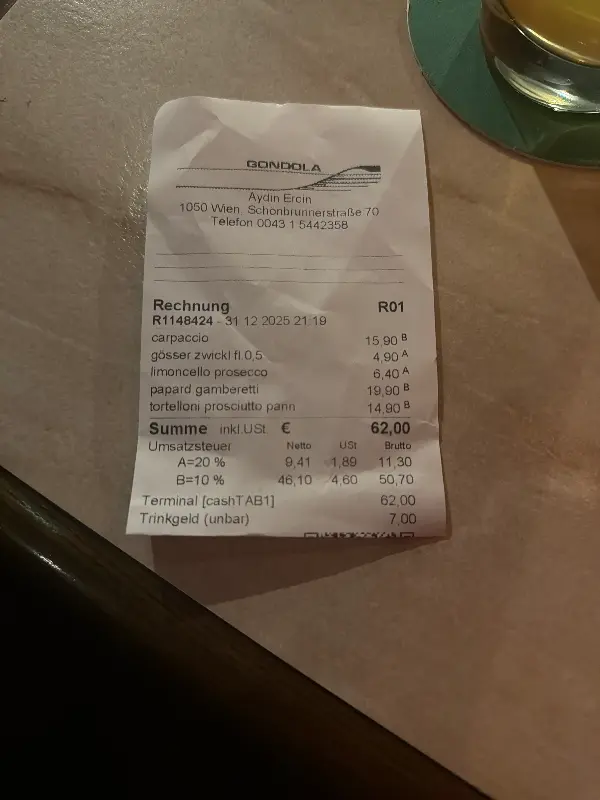 GONDOLA
Aydin Ercin
1050 Wien, Schönbrunnerstraße 70
Telefon 0043 1 5442358
Rechnung R01
R1148424 - 31 12 2025 21:19
carpaccio 15,90 B
gösser zwickl fl.0,5 4,90 A
limoncello prosecco 6,40 A
papard gamberetti 19,90 B
tortelloni prosciutto pann 14,90 B
Summe inkl.USt € 62,00
Umsatzsteuer Netto USt Brutto
A=20 % 9,41 1,89 11,30
B=10 % 46,10 4,60 50,70
Terminal [cashTAB1] 62,00
Trinkgeld (unbar) 7,00